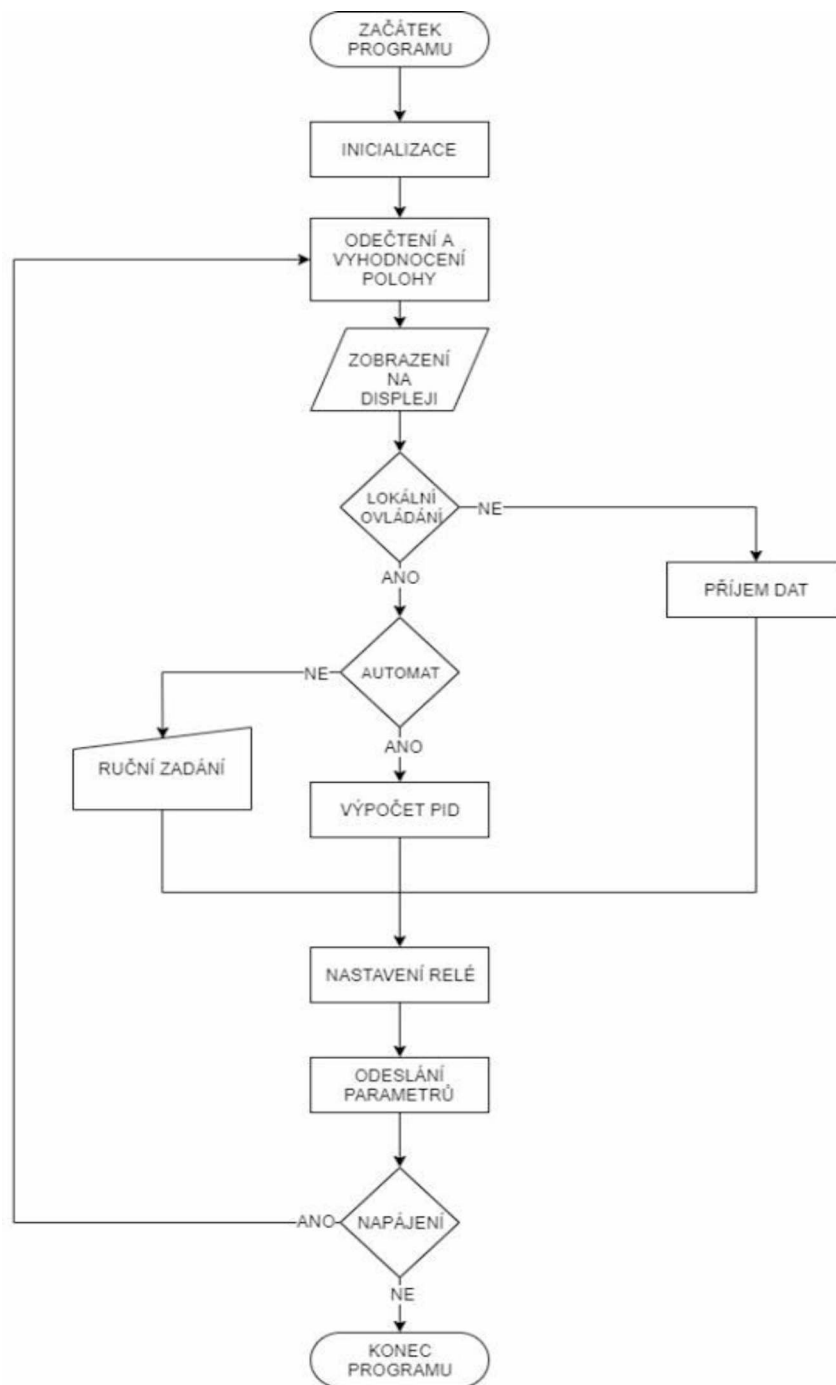 ZAČÁTEK
PROGRAMU
INICIALIZACE
ODEČTENÍ A
VYHODNOCENÍ
POLOHY
ZOBRAZENÍ
NA
DISPLEJI
LOKÁLNÍ
OVLÁDÁNÍ
NE
ANO
PŘÍJEM DAT
AUTOMAT
NE
ANO
RUČNÍ ZADÁNÍ
VÝPOČET PID
NASTAVENÍ RELÉ
ODESLÁNÍ
PARAMETRŮ
NAPÁJENÍ
ANO
NE
KONEC
PROGRAMU